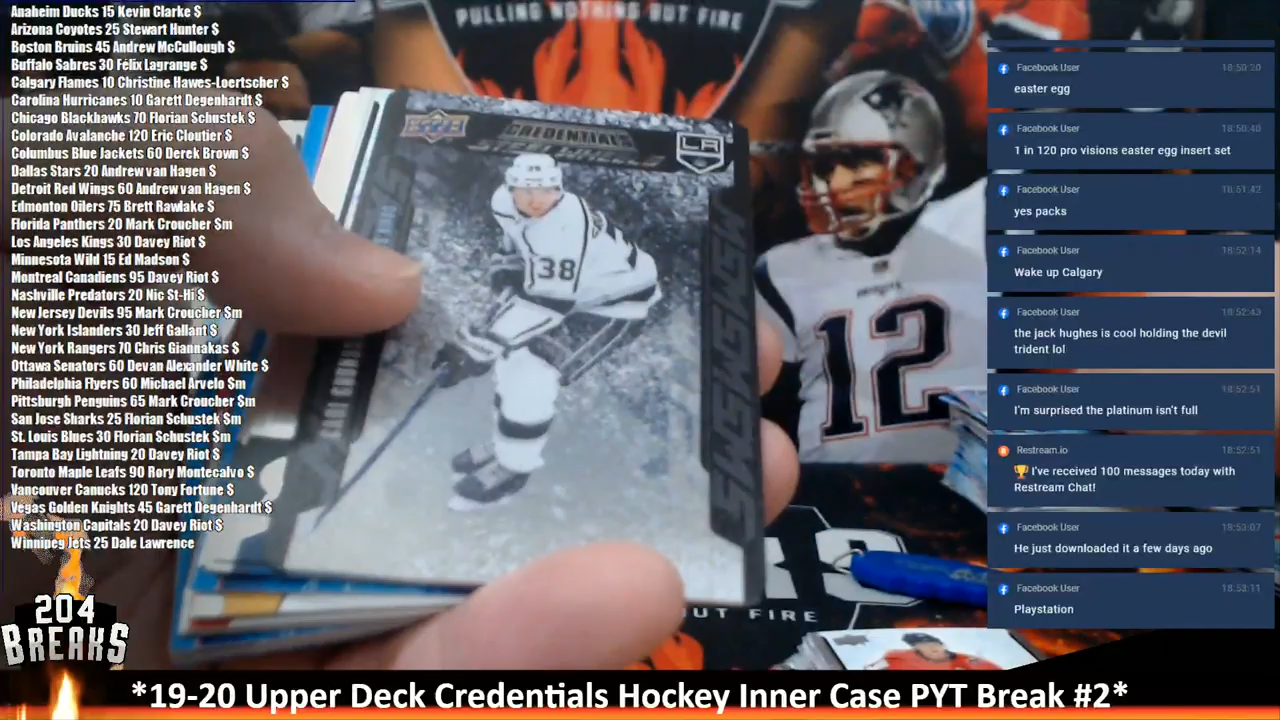 Anaheim Ducks 15 Kevin Clarke $
Arizona Coyotes 25 Stewart Hunter $
Boston Bruins 45 Andrew McCullough $
Buffalo Sabres 30 Félix Lagrange $
Calgary Flames 10 Christine Hawes-Loertscher $
Carolina Hurricanes 10 Garett Degenhardt $
Chicago Blackhawks 70 Florian Schustek $
Colorado Avalanche 120 Eric Cloutier $
Columbus Blue Jackets 60 Derek Brown $
Dallas Stars 20 Andrew van Hagen $
Detroit Red Wings 60 Andrew van Hagen $
Edmonton Oilers 75 Brett Rawlake $
Florida Panthers 20 Mark Croucher $m
Los Angeles Kings 30 Davey Riot $
Minnesota Wild 15 Ed Madson $
Montreal Canadiens 95 Davey Riot $
Nashville Predators 20 Nic St-Hi $
New Jersey Devils 95 Mark Croucher $m
New York Islanders 30 Jeff Gallant $
New York Rangers 70 Chris Giannakas $
Ottawa Senators 60 Devan Alexander White $
Philadelphia Flyers 60 Michael Arvelo $m
Pittsburgh Penguins 65 Mark Croucher $m
San Jose Sharks 25 Florian Schustek $m
St. Louis Blues 30 Florian Schustek $m
Tampa Bay Lightning 20 Davey Riot $
Toronto Maple Leafs 90 Rory Montecalvo $
Vancouver Canucks 120 Tony Fortune $
Vegas Golden Knights 45 Garett Degenhardt $
Washington Capitals 20 Davey Riot $
Winnipeg Jets 25 Dale Lawrence
204
BREAKS
PULLING NOTHING BUT FIRE
CREDENTIALS
LA
38
12
OUT FIRE
Facebook User 18:50:20
easter egg
Facebook User 18:50:40
1 in 120 pro visions easter egg insert set
Facebook User 18:51:42
yes packs
Facebook User 18:52:14
Wake up Calgary
Facebook User 18:52:43
the jack hughes is cool holding the devil
trident lol
Facebook User 18:52:51
I'm surprised the platinum isn't full
Restream.io 18:52:51
🏆 I've received 100 messages today with
Restream Chat!
Facebook User 18:53:07
He just downloaded it a few days ago
Facebook User 18:53:11
Playstation
*19-20 Upper Deck Credentials Hockey Inner Case PYT Break #2*